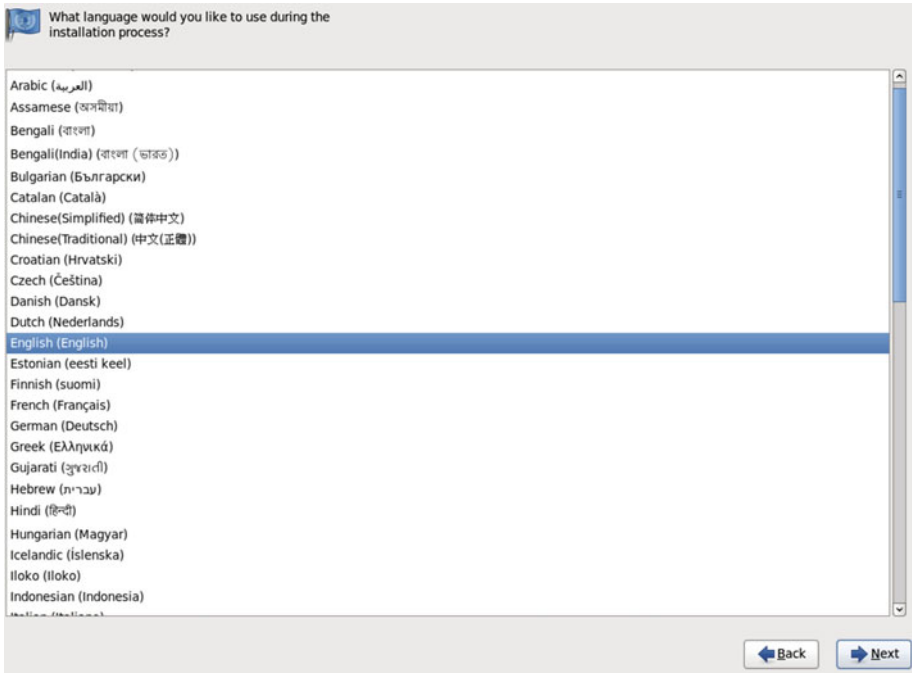 What language would you like to use during the
installation process?
Arabic (العربية)
Assamese (অসমীয়া)
Bengali (বাংলা)
Bengali(India) (বাংলা (ভারত))
Bulgarian (Български)
Catalan (Català)
Chinese(Simplified) (简体中文)
Chinese(Traditional) (中文(正體))
Croatian (Hrvatski)
Czech (Čeština)
Danish (Dansk)
Dutch (Nederlands)
English (English)
Estonian (eesti keel)
Finnish (suomi)
French (Français)
German (Deutsch)
Greek (Ελληνικά)
Gujarati (ગુજરાતી)
Hebrew (עברית)
Hindi (हिन्दी)
Hungarian (Magyar)
Icelandic (Íslenska)
Iloko (Iloko)
Indonesian (Indonesia)
Back
Next